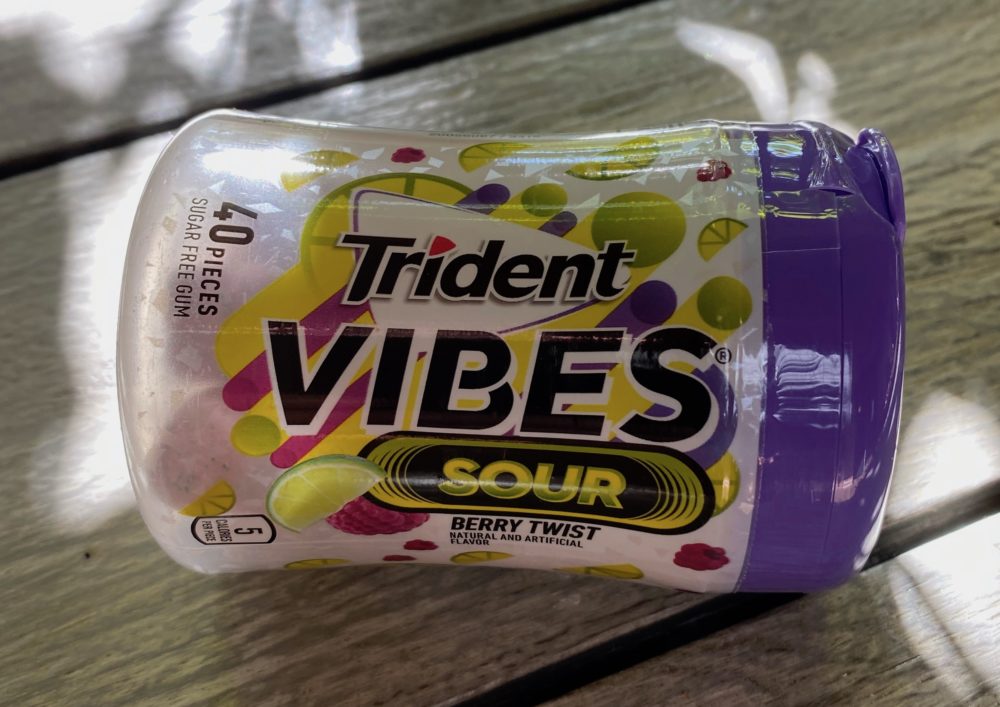 Trident
VIBES®
SOUR
BERRY TWIST
NATURAL AND ARTIFICIAL
FLAVOR
40 PIECES
SUGAR FREE GUM
5
CALORIES
PER PIECE